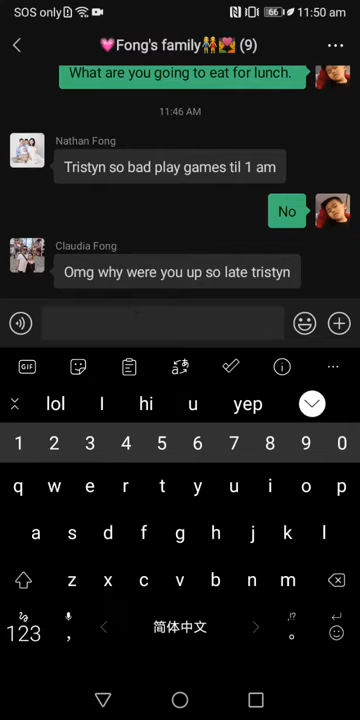 SOS only 66 11:50 am
💗Fong's family👫💑 (9)
What are you going to eat for lunch.
11:46 AM
Nathan Fong
Tristyn so bad play games til 1 am
No
Claudia Fong
Omg why were you up so late tristyn
GIF
lol I hi u yep
1 2 3 4 5 6 7 8 9 0
q w e r t y u i o p
a s d f g h j k l
z x c v b n m
123 , 简体中文 ,!? 。